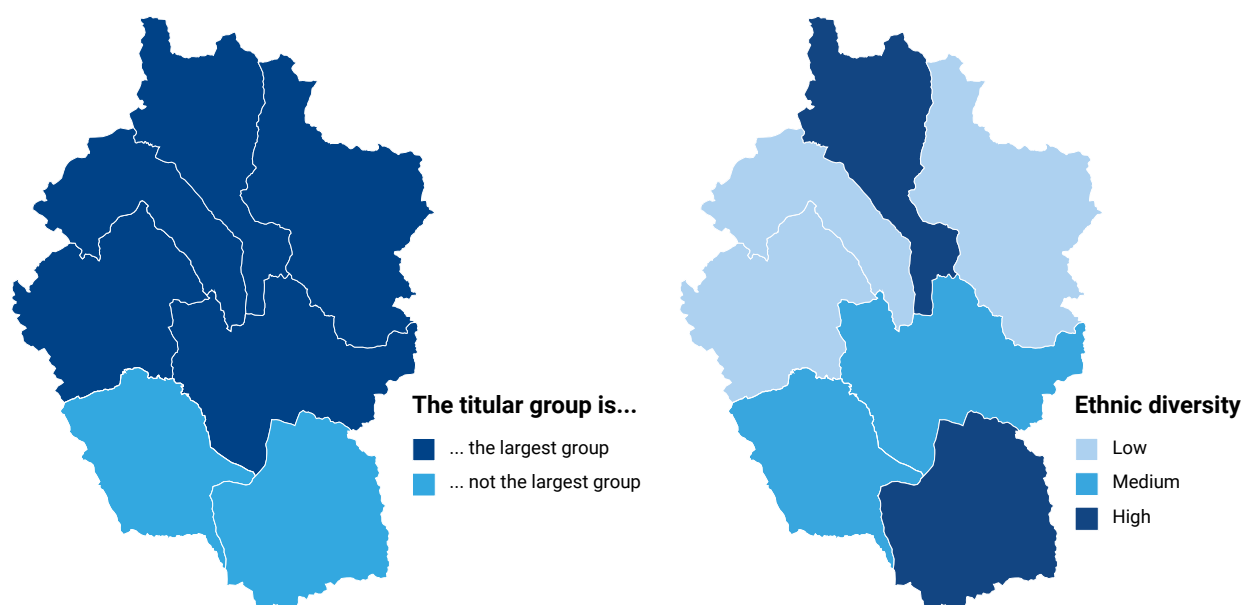 The titular group is...
... the largest group
... not the largest group
Ethnic diversity
Low
Medium
High